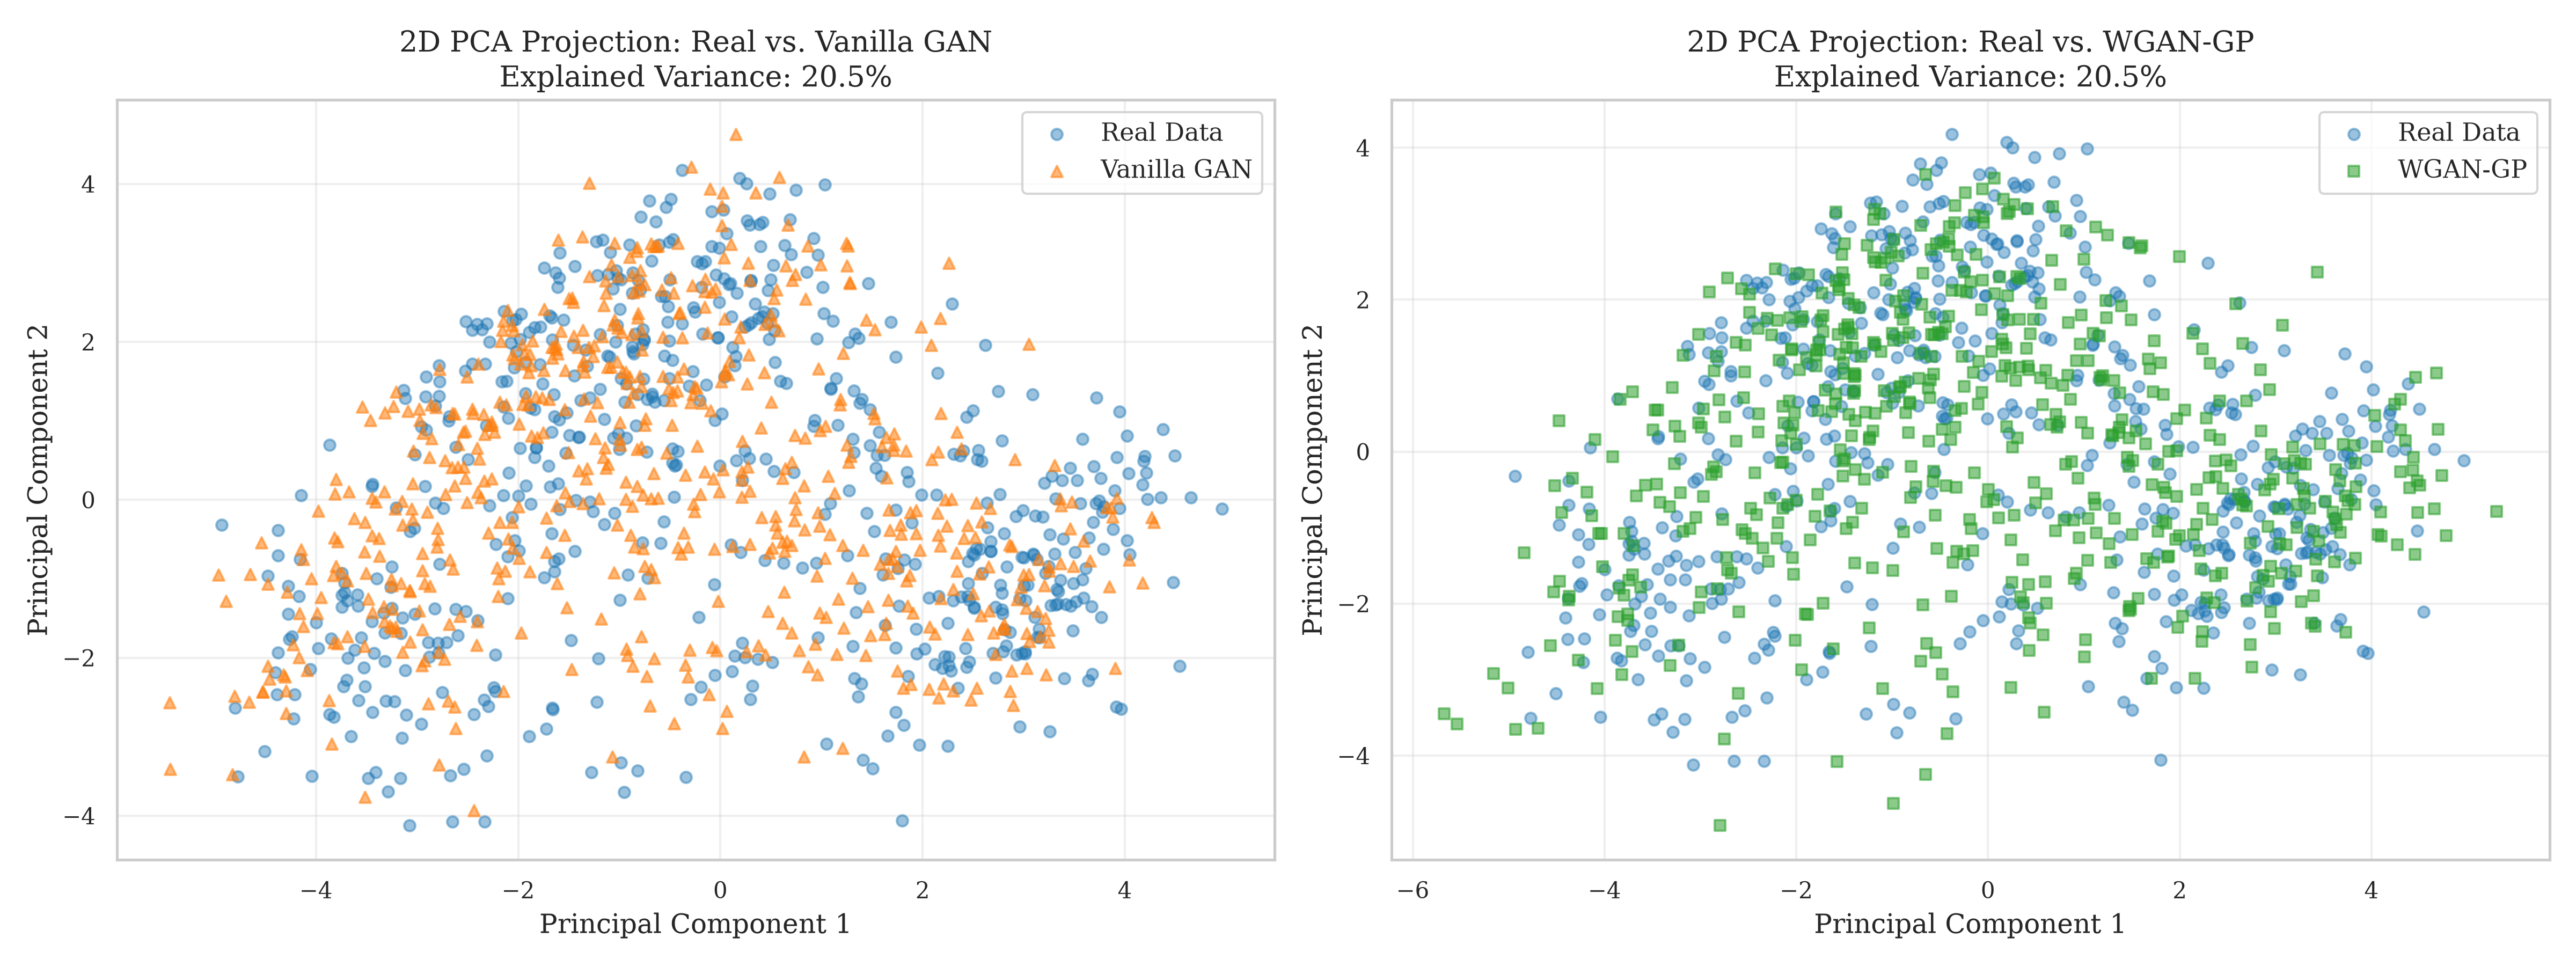 2D PCA Projection: Real vs. Vanilla GAN
Explained Variance: 20.5%
Real Data
Vanilla GAN
Principal Component 2
4
2
0
−2
−4
−4
−2
0
2
4
Principal Component 1
2D PCA Projection: Real vs. WGAN-GP
Explained Variance: 20.5%
Real Data
WGAN-GP
Principal Component 2
4
2
0
−2
−4
−6
−4
−2
0
2
4
Principal Component 1